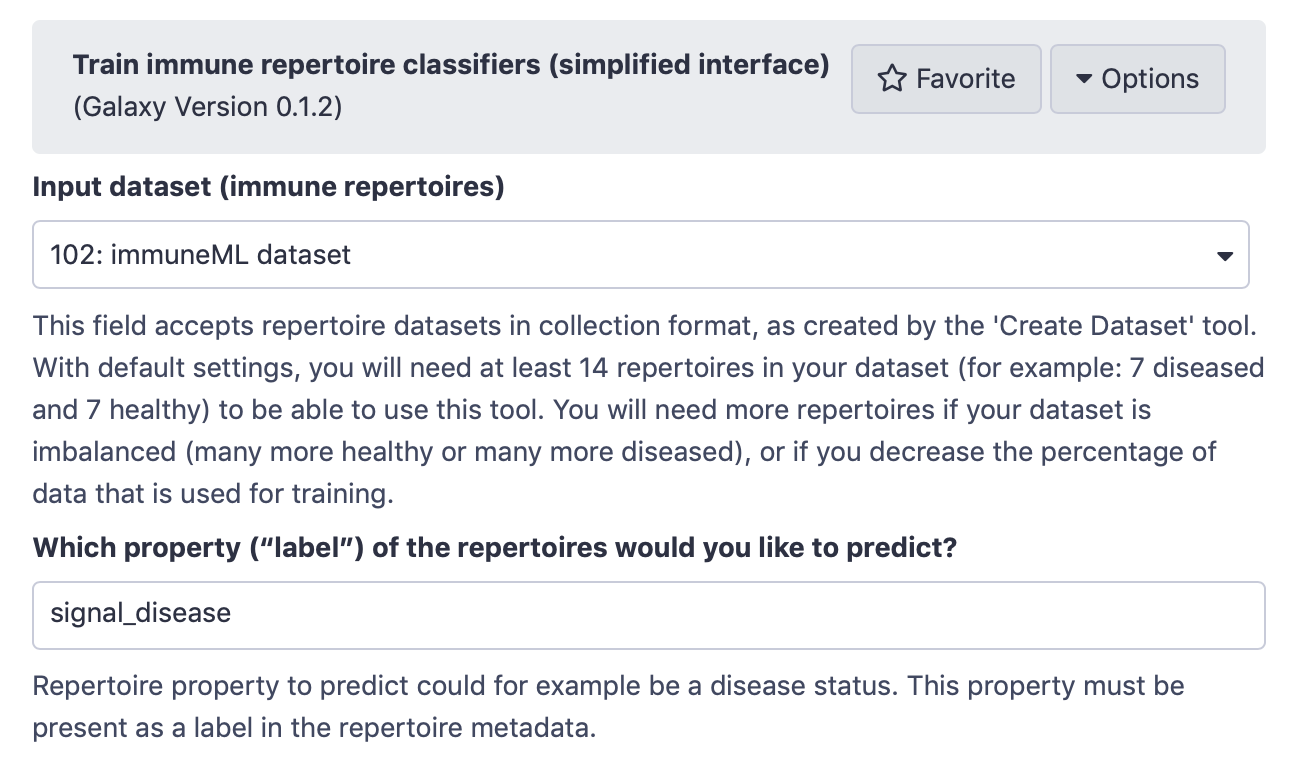 Train immune repertoire classifiers (simplified interface)
(Galaxy Version 0.1.2)
Favorite
Options
Input dataset (immune repertoires)
102: immuneML dataset
This field accepts repertoire datasets in collection format, as created by the 'Create Dataset' tool.
With default settings, you will need at least 14 repertoires in your dataset (for example: 7 diseased
and 7 healthy) to be able to use this tool. You will need more repertoires if your dataset is
imbalanced (many more healthy or many more diseased), or if you decrease the percentage of
data that is used for training.
Which property (“label”) of the repertoires would you like to predict?
signal_disease
Repertoire property to predict could for example be a disease status. This property must be
present as a label in the repertoire metadata.